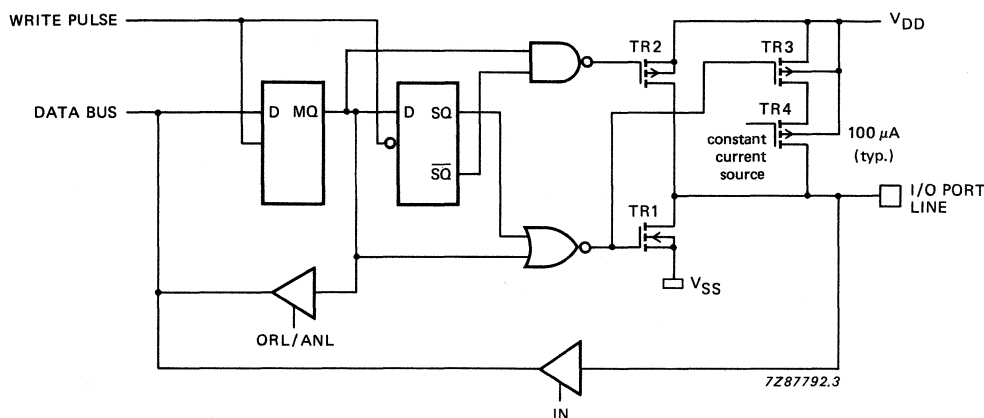 WRITE PULSE
DATA BUS
D MQ
D SQ
S̅Q̅
TR2
TR3
V_DD
TR4
constant
current
source
100 μA
(typ.)
I/O PORT
LINE
TR1
V_SS
ORL/ANL
IN
7Z87792.3